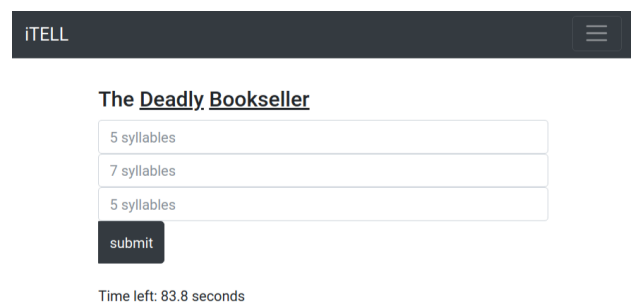 iTELL
The Deadly Bookseller
5 syllables
7 syllables
5 syllables
submit
Time left: 83.8 seconds